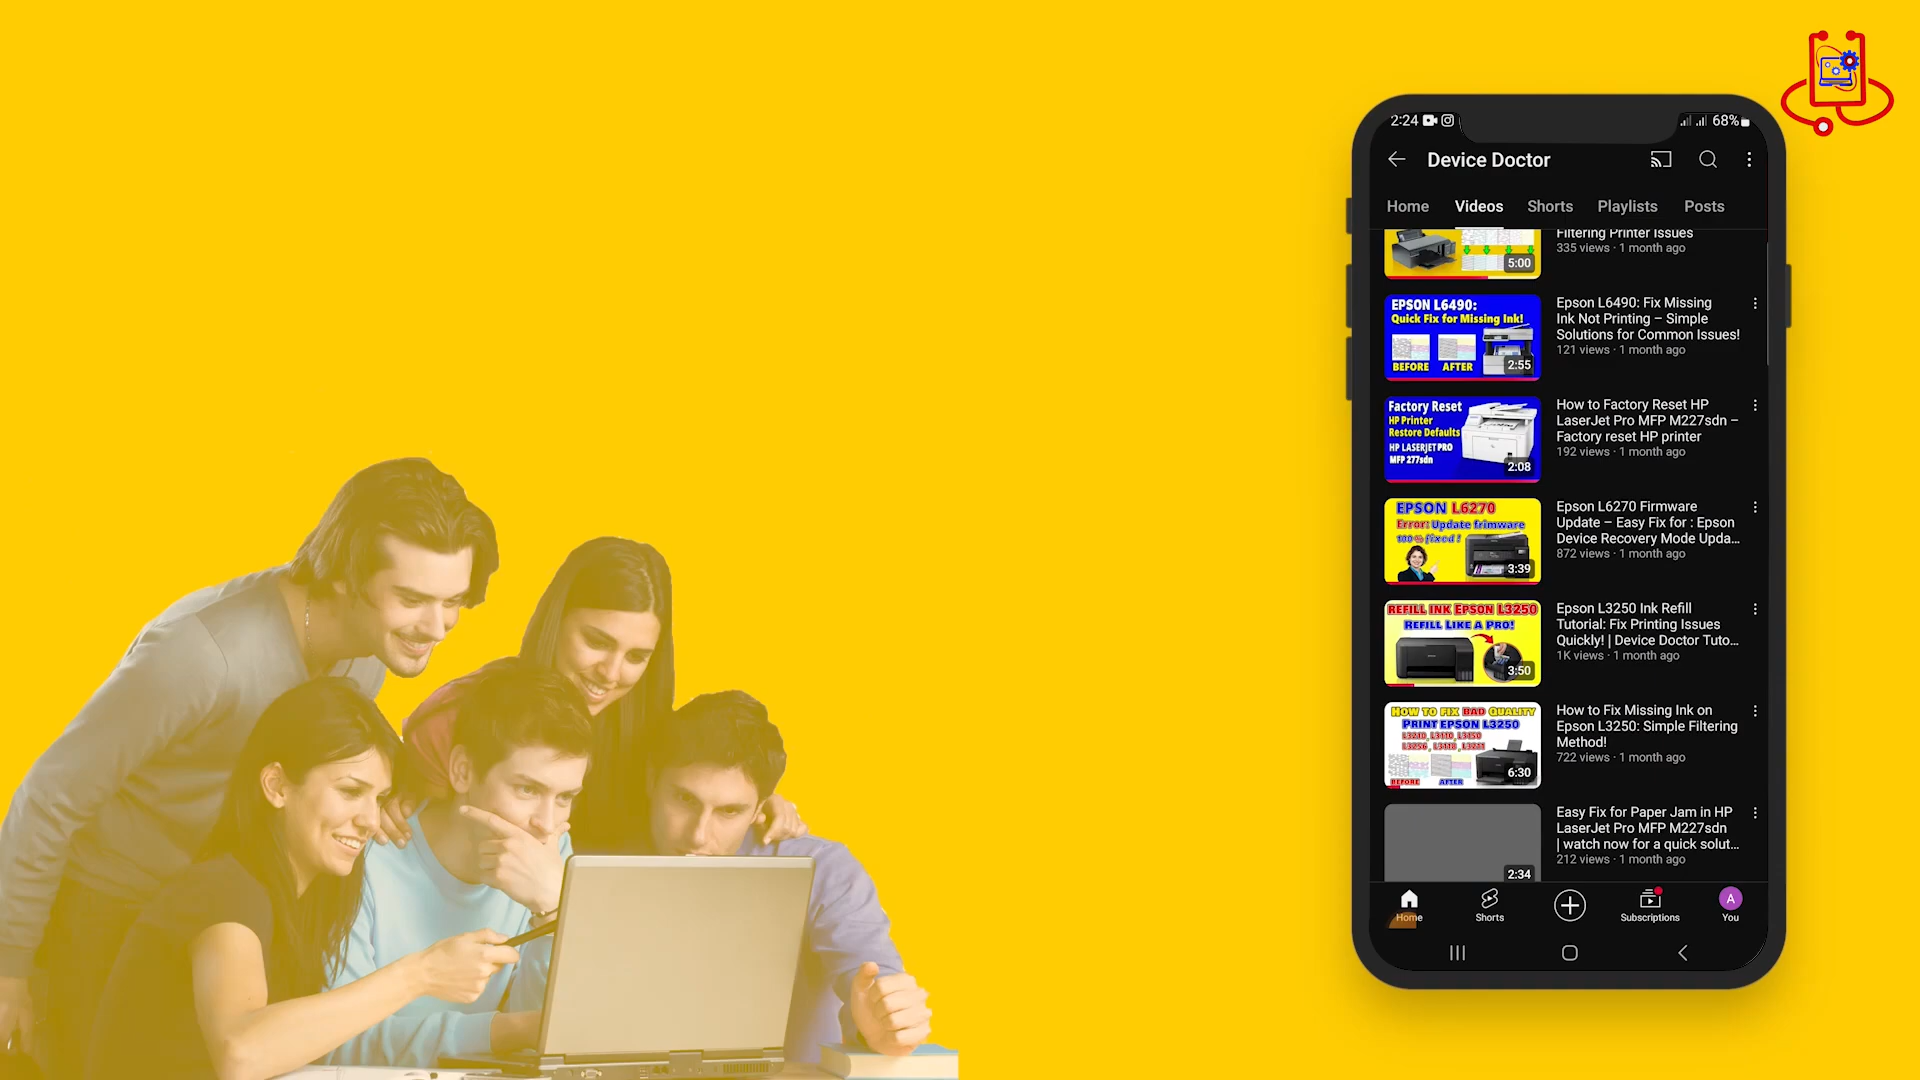 2:24
68%
Device Doctor
Home Videos Shorts Playlists Posts
Filtering Printer Issues
335 views · 1 month ago
5:00
EPSON L6490:
Quick Fix for Missing Ink!
BEFORE AFTER
2:55
Epson L6490: Fix Missing
Ink Not Printing – Simple
Solutions for Common Issues!
121 views · 1 month ago
Factory Reset
HP Printer
Restore Defaults
HP LASERJET PRO
MFP 277sdn
2:08
How to Factory Reset HP
LaserJet Pro MFP M227sdn –
Factory reset HP printer
192 views · 1 month ago
EPSON L6270
Error: Update frimware
100 % fixed !
3:39
Epson L6270 Firmware
Update – Easy Fix for : Epson
Device Recovery Mode Upda...
872 views · 1 month ago
REFILL INK EPSON L3250
REFILL LIKE A PRO!
3:50
Epson L3250 Ink Refill
Tutorial: Fix Printing Issues
Quickly! | Device Doctor Tuto...
1K views · 1 month ago
HOW TO FIX BAD QUALITY
PRINT EPSON L3250
L3210, L3110, L3150
BEFORE AFTER
6:30
How to Fix Missing Ink on
Epson L3250: Simple Filtering
Method!
722 views · 1 month ago
2:34
Easy Fix for Paper Jam in HP
LaserJet Pro MFP M227sdn
| watch now for a quick solut...
212 views · 1 month ago
Home Shorts Subscriptions A You